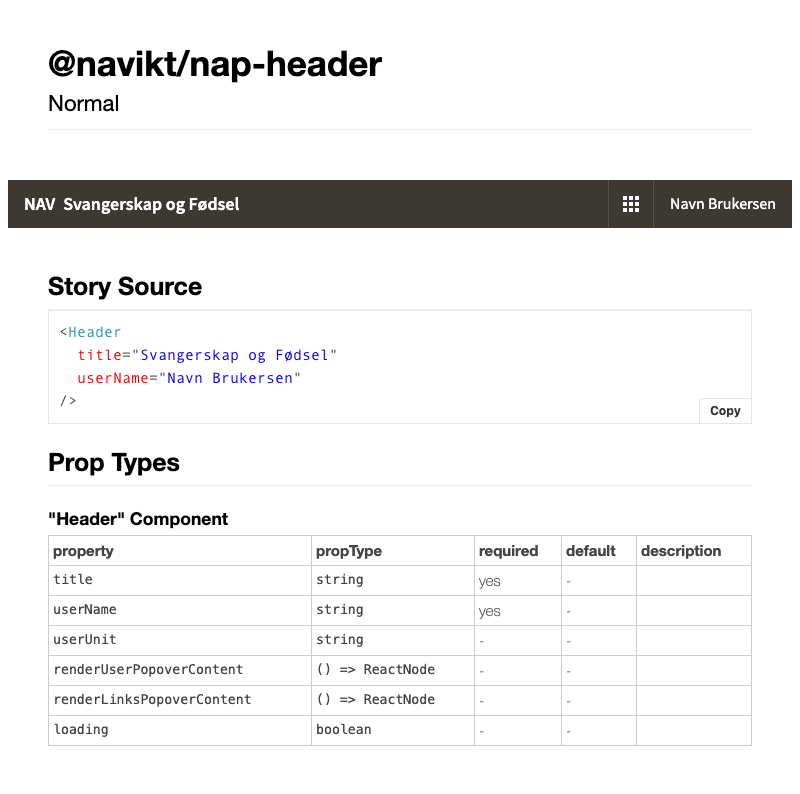 @navikt/nap-header
Normal
NAV Svangerskap og Fødsel Navn Brukersen
Story Source
<Header
title="Svangerskap og Fødsel"
userName="Navn Brukersen"
/>
Copy
Prop Types
"Header" Component
property propType required default description
title string yes -
userName string yes -
userUnit string - -
renderUserPopoverContent () => ReactNode - -
renderLinksPopoverContent () => ReactNode - -
loading boolean - -